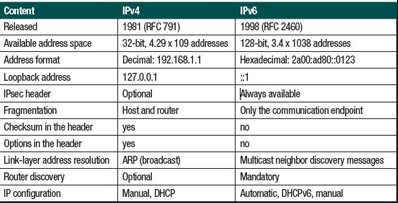 Content IPv4 IPv6
Released 1981 (RFC 791) 1998 (RFC 2460)
Available address space 32-bit, 4.29 x 109 addresses 128-bit, 3.4 x 1038 addresses
Address format Decimal: 192.168.1.1 Hexadecimal: 2a00:ad80::0123
Loopback address 127.0.0.1 ::1
IPsec header Optional Always available
Fragmentation Host and router Only the communication endpoint
Checksum in the header yes no
Options in the header yes no
Link-layer address resolution ARP (broadcast) Multicast neighbor discovery messages
Router discovery Optional Mandatory
IP configuration Manual, DHCP Automatic, DHCPv6, manual